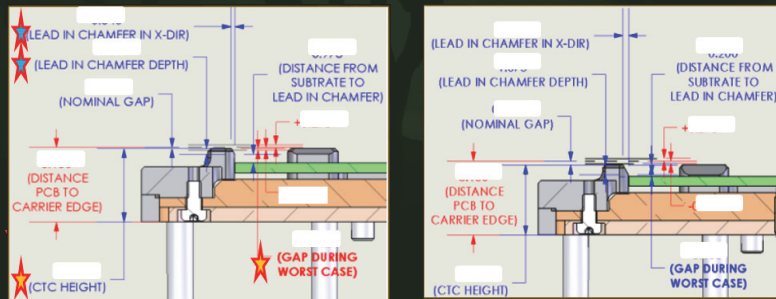 (LEAD IN CHAMFER IN X-DIR)
(LEAD IN CHAMFER DEPTH)
(DISTANCE FROM
SUBTRATE TO
LEAD IN CHAMFER)
(NOMINAL GAP)
(DISTANCE
PCB TO
CARRIER EDGE)
(GAP DURING
WORST CASE)
(CTC HEIGHT)
(LEAD IN CHAMFER IN X-DIR)
(DISTANCE FROM
SUBTRATE TO
LEAD IN CHAMFER)
(LEAD IN CHAMFER DEPTH)
(NOMINAL GAP)
(DISTANCE
PCB TO
CARRIER EDGE)
(GAP DURING
WORST CASE)
(CTC HEIGHT)